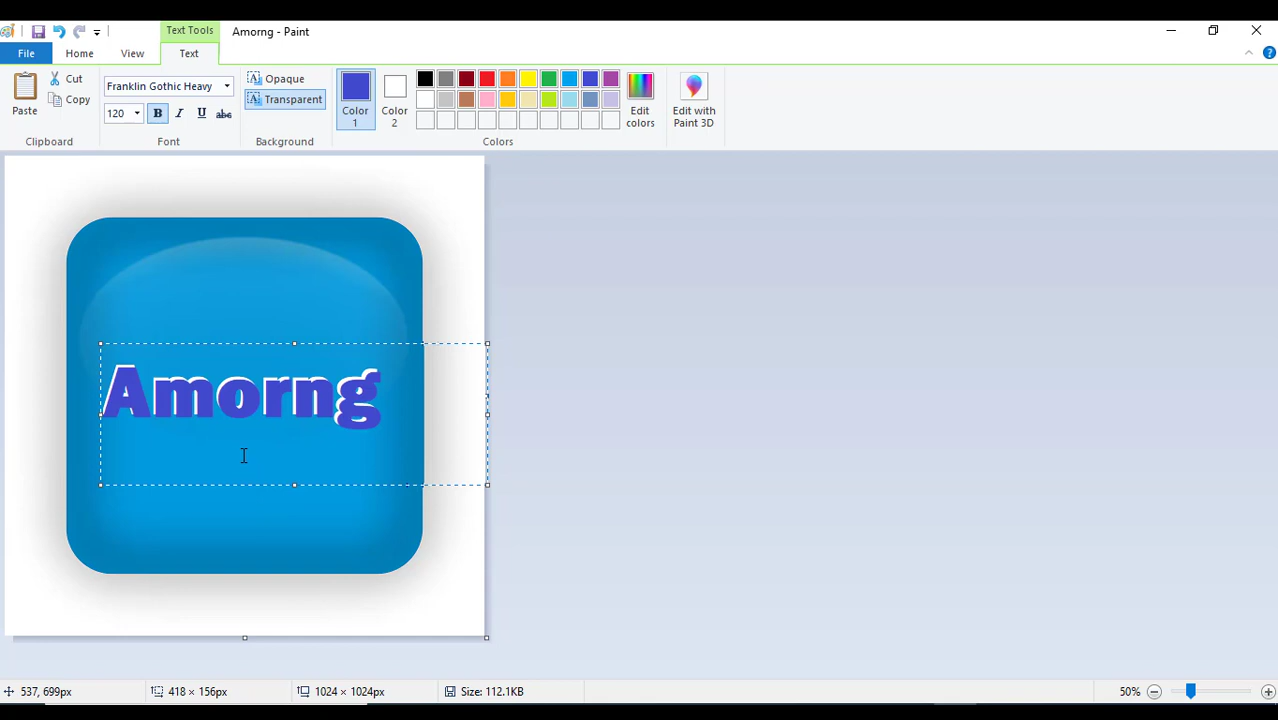 Text Tools
Amorng - Paint
File
Home
View
Text
Paste
Cut
Copy
Clipboard
Franklin Gothic Heavy
120
B
I
U
abc
Font
Opaque
Transparent
Background
Color
1
Color
2
Edit
colors
Colors
Edit with
Paint 3D
Amorng
537, 699px
418 × 156px
1024 × 1024px
Size: 112.1KB
50%